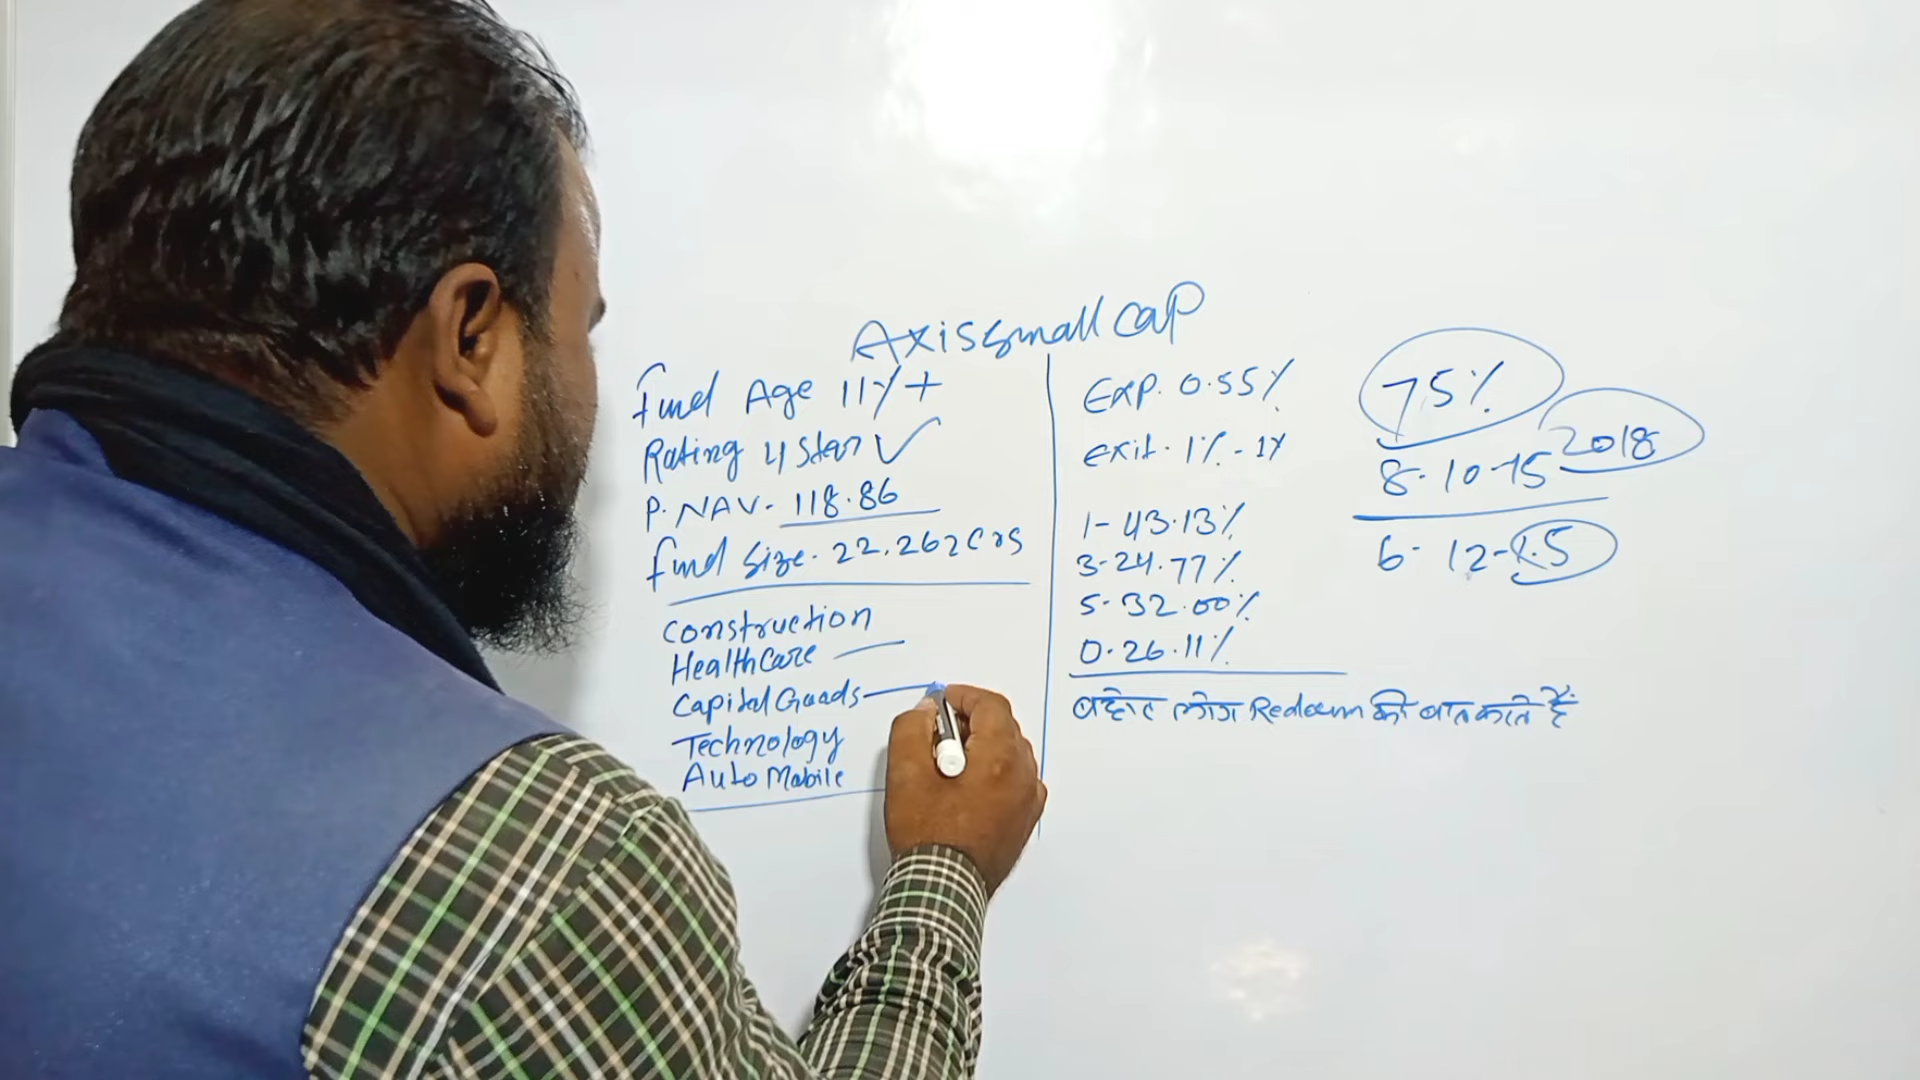 Axis small cap
Fund Age 11Y+
Rating 4 Star ✓
P. NAV - 118.86
Fund Size - 22,262 Crs
Construction
HealthCare —
Capital Goods —
Technology
Auto Mobile
Exp. 0.55%
Exit - 1% - 1Y
1 - 43.13%
3 - 24.77%
5 - 32.00%
0 - 26.11%
बहोत लोग Redeem की बात करते हैं
75%
2018
8 - 10 - 15
6 - 12 -